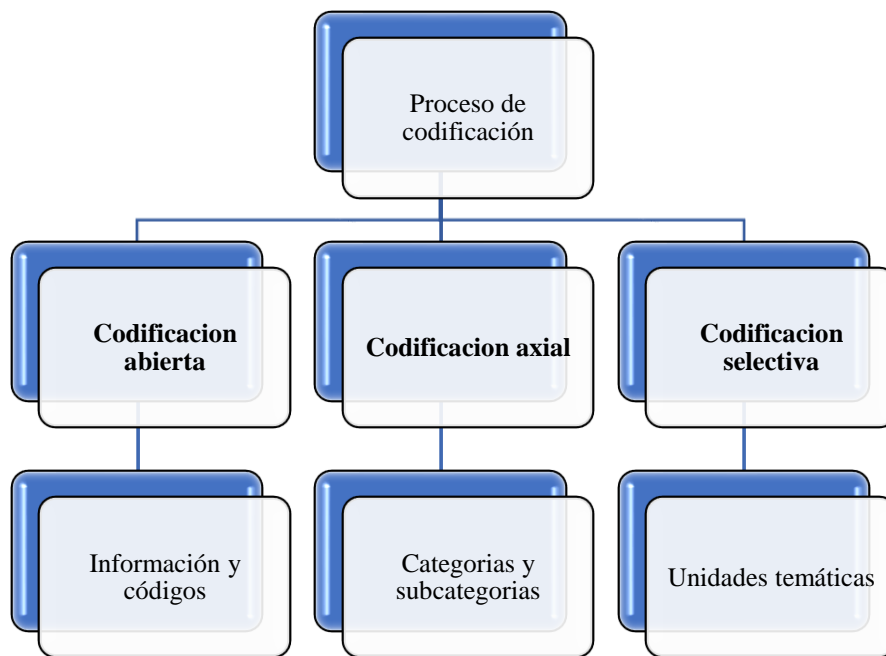 Proceso de
codificación
Codificacion
abierta
Codificacion axial
Codificacion
selectiva
Información y
códigos
Categorias y
subcategorias
Unidades temáticas